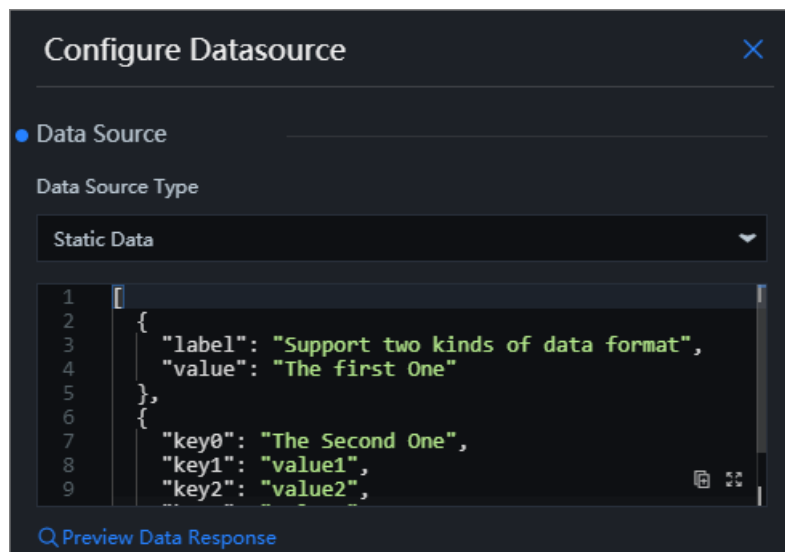 Configure Datasource
Data Source
Data Source Type
Static Data
1 [
2 {
3 "label": "Support two kinds of data format",
4 "value": "The first One"
5 },
6 {
7 "key0": "The Second One",
8 "key1": "value1",
9 "key2": "value2",
Preview Data Response